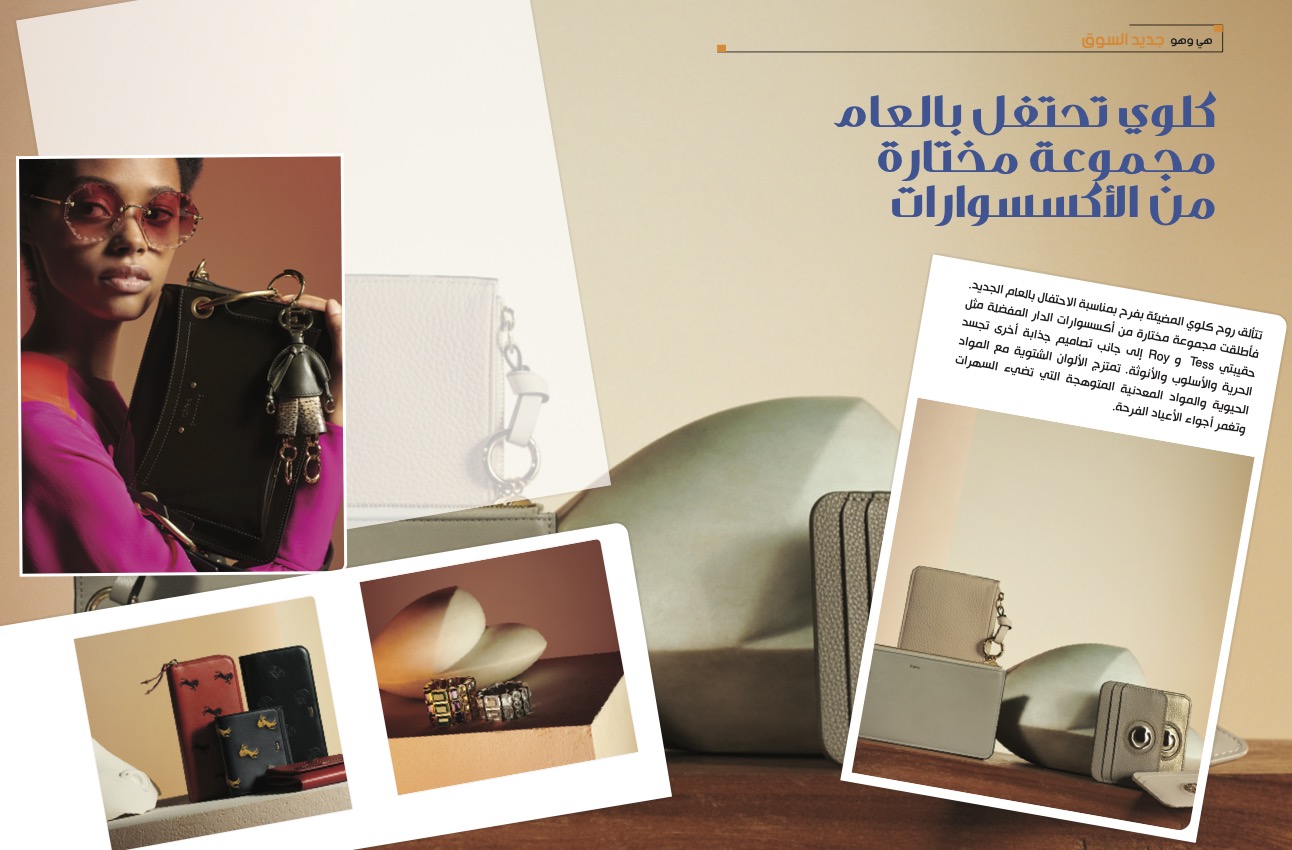 هي وهو جديد السوق
كلوي تحتفل بالعام
مجموعة مختارة
من الأكسسوارات
تتألق روح كلوي المضيئة بفرح بمناسبة الاحتفال بالعام الجديد.
فأطلقت مجموعة مختارة من أكسسوارات الدار المفضلة مثل
حقيبتي Tess و Roy إلى جانب تصاميم جذابة أخرى تجسد
الحرية والأسلوب والأنوثة. تمتزج الألوان الشتوية مع المواد
الحيوية والمواد المعدنية المتوهجة التي تضيء السهرات
وتغمر أجواء الأعياد الفرحة.